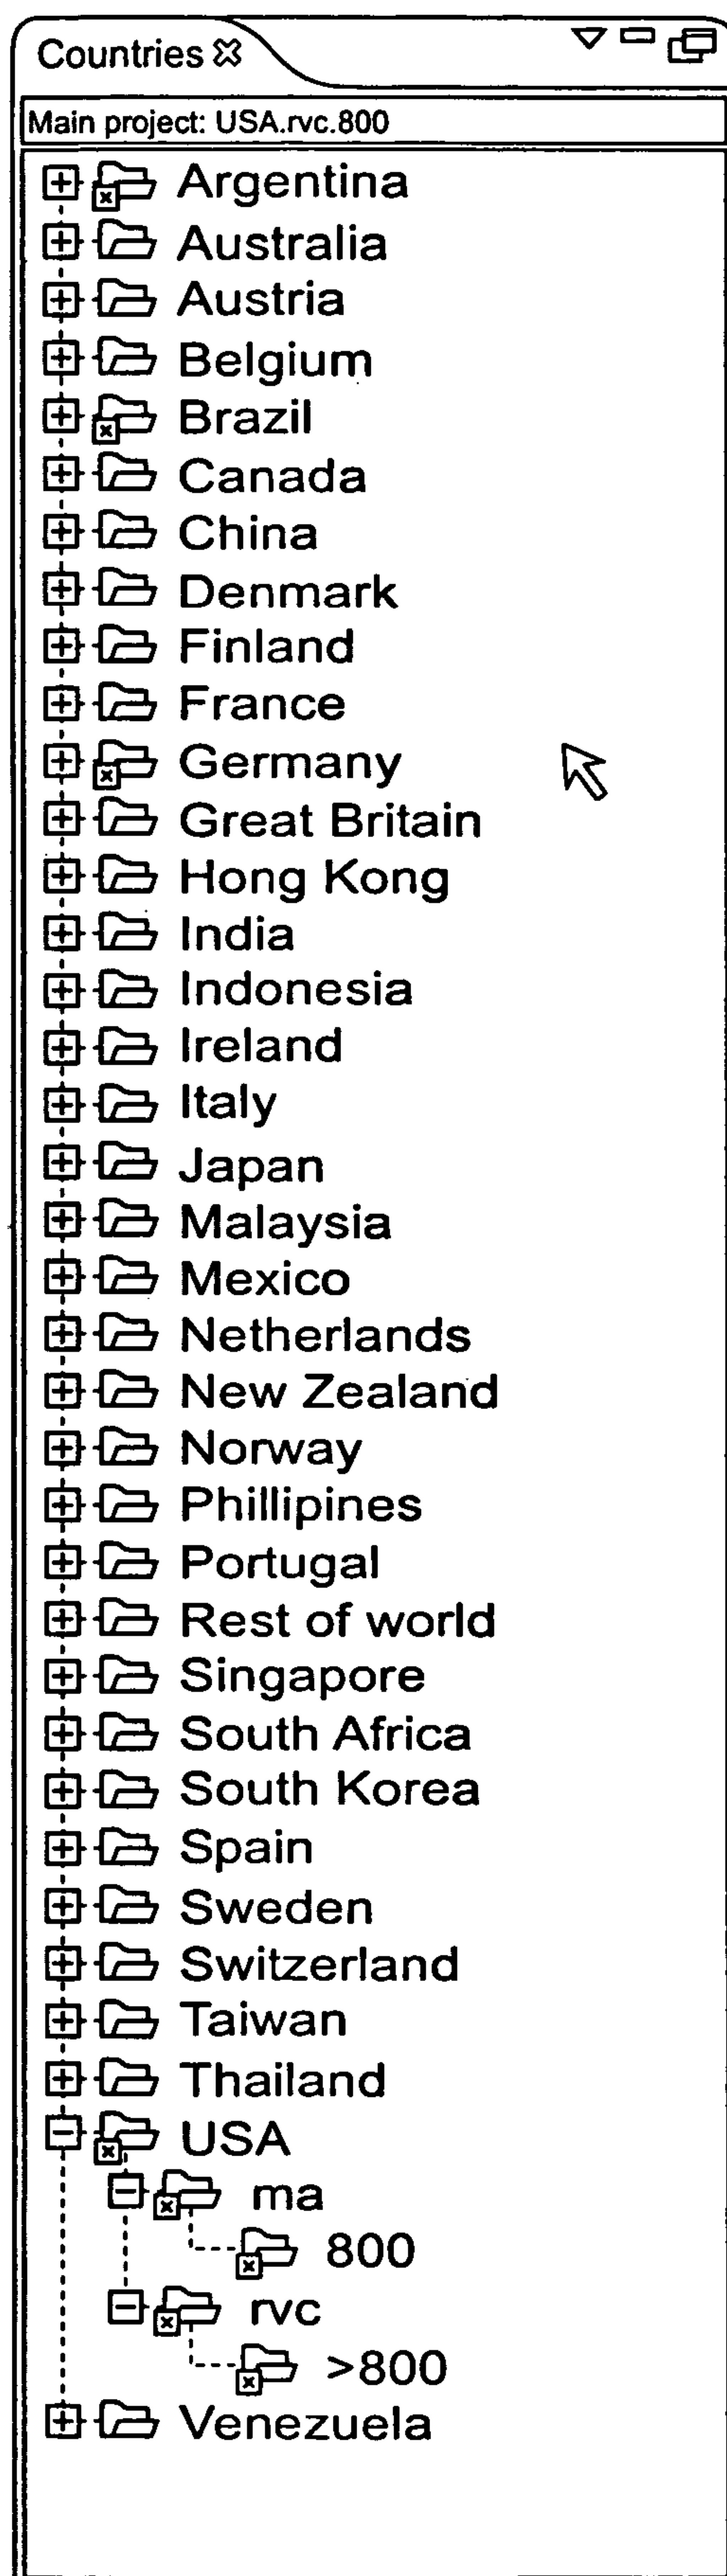 Countries
Main project: USA.rvc.800
Argentina
Australia
Austria
Belgium
Brazil
Canada
China
Denmark
Finland
France
Germany
Great Britain
Hong Kong
India
Indonesia
Ireland
Italy
Japan
Malaysia
Mexico
Netherlands
New Zealand
Norway
Phillipines
Portugal
Rest of world
Singapore
South Africa
South Korea
Spain
Sweden
Switzerland
Taiwan
Thailand
USA
ma
800
rvc
>800
Venezuela